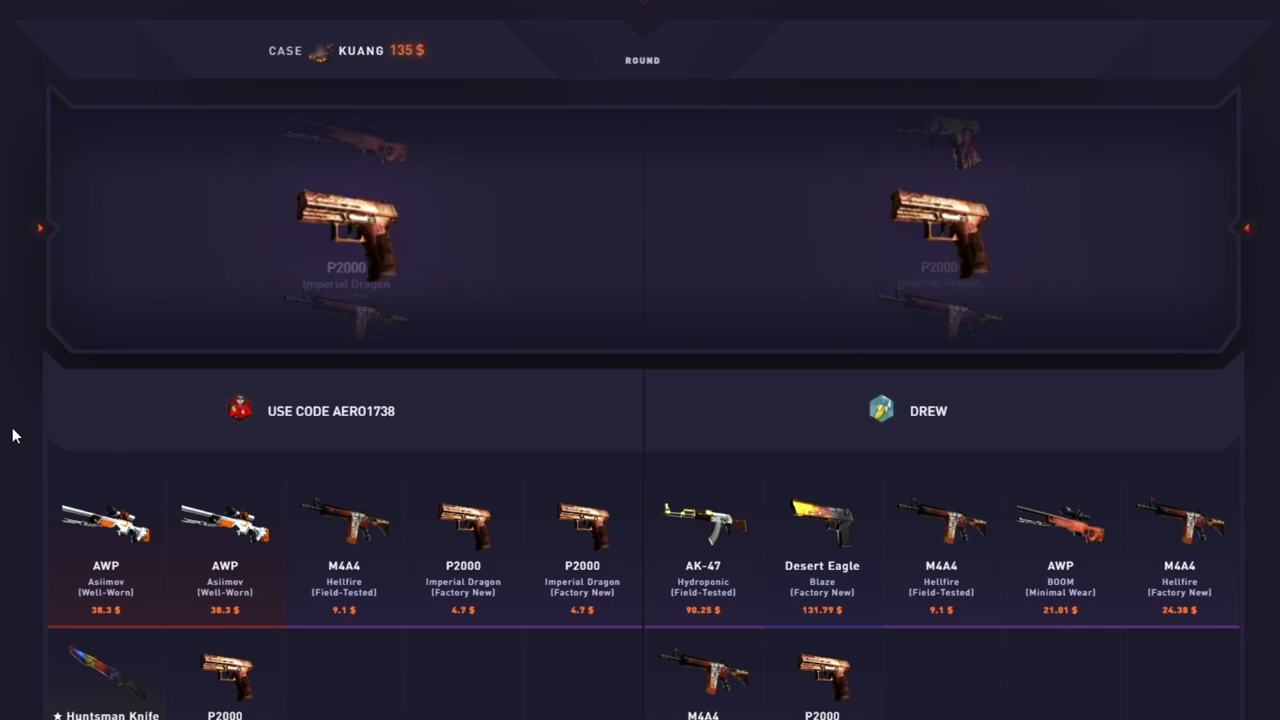 CASE KUANG 135 $
ROUND
P2000
Imperial Dragon
P2000
Imperial Dragon
USE CODE AERO1738
DREW
AWP
Asiimov
(Well-Worn)
38.3 $
AWP
Asiimov
(Well-Worn)
38.3 $
M4A4
Hellfire
(Field-Tested)
9.1 $
P2000
Imperial Dragon
(Factory New)
4.7 $
P2000
Imperial Dragon
(Factory New)
4.7 $
AK-47
Hydroponic
(Field-Tested)
90.25 $
Desert Eagle
Blaze
(Factory New)
131.79 $
M4A4
Hellfire
(Field-Tested)
9.1 $
AWP
BOOM
(Minimal Wear)
21.01 $
M4A4
Hellfire
(Factory New)
24.38 $
★ Huntsman Knife
P2000
M4A4
P2000